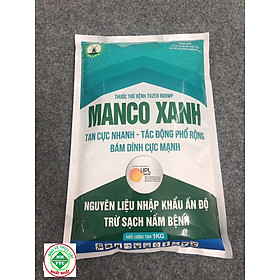 THUỐC TRỪ BỆNH TVZEB 800WP
MANCO XANH
TAN CỰC NHANH - TÁC ĐỘNG PHỔ RỘNG
BÁM DÍNH CỰC MẠNH
UPL
NGUYÊN LIỆU NHẬP KHẨU ẤN ĐỘ
TRỪ SẠCH NẤM BỆNH
KHỐI LƯỢNG TỊNH: 1KG